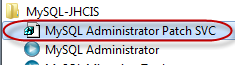 MySQL-JHCIS
MySQL Administrator Patch SVC
MySQL Administrator